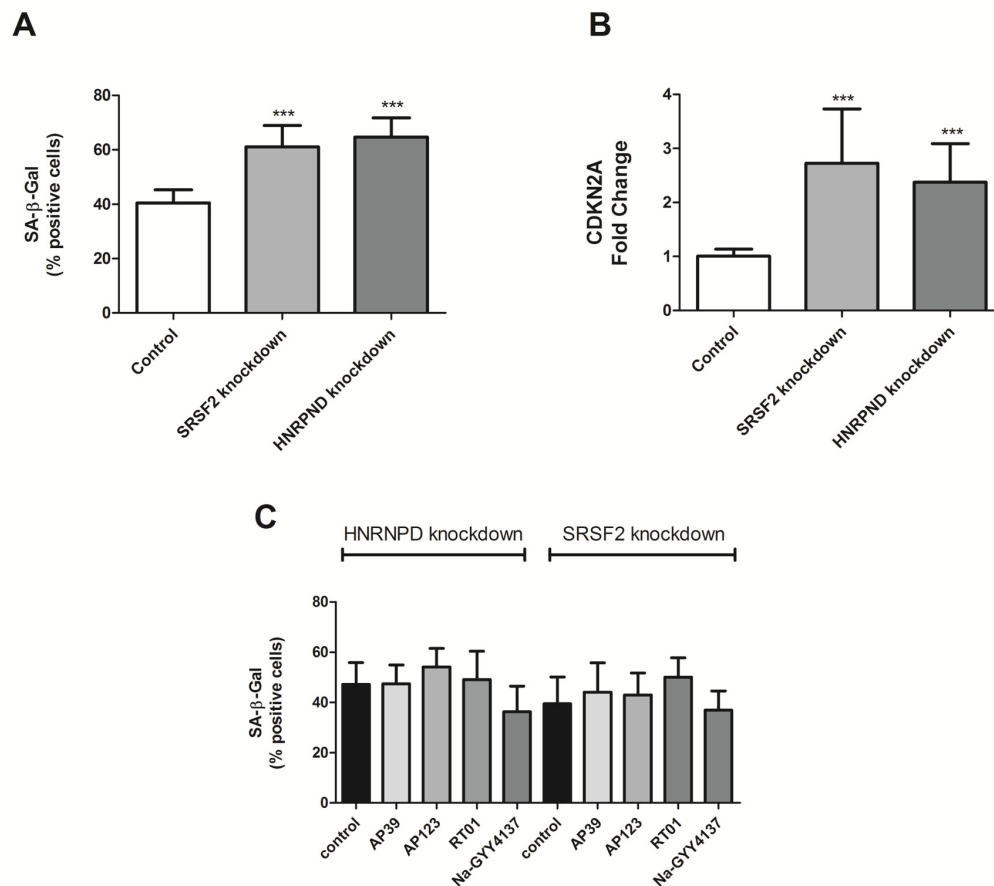 A
SA-β-Gal
(% positive cells)
80
60
40
20
0
***
***
Control
SRSF2 knockdown
HNRPND knockdown
B
CDKN2A
Fold Change
4
3
2
1
0
***
***
Control
SRSF2 knockdown
HNRPND knockdown
C
HNRNPD knockdown
SRSF2 knockdown
SA-β-Gal
(% positive cells)
80
60
40
20
0
control
AP39
AP123
RT01
Na-GYY4137
control
AP39
AP123
RT01
Na-GYY4137